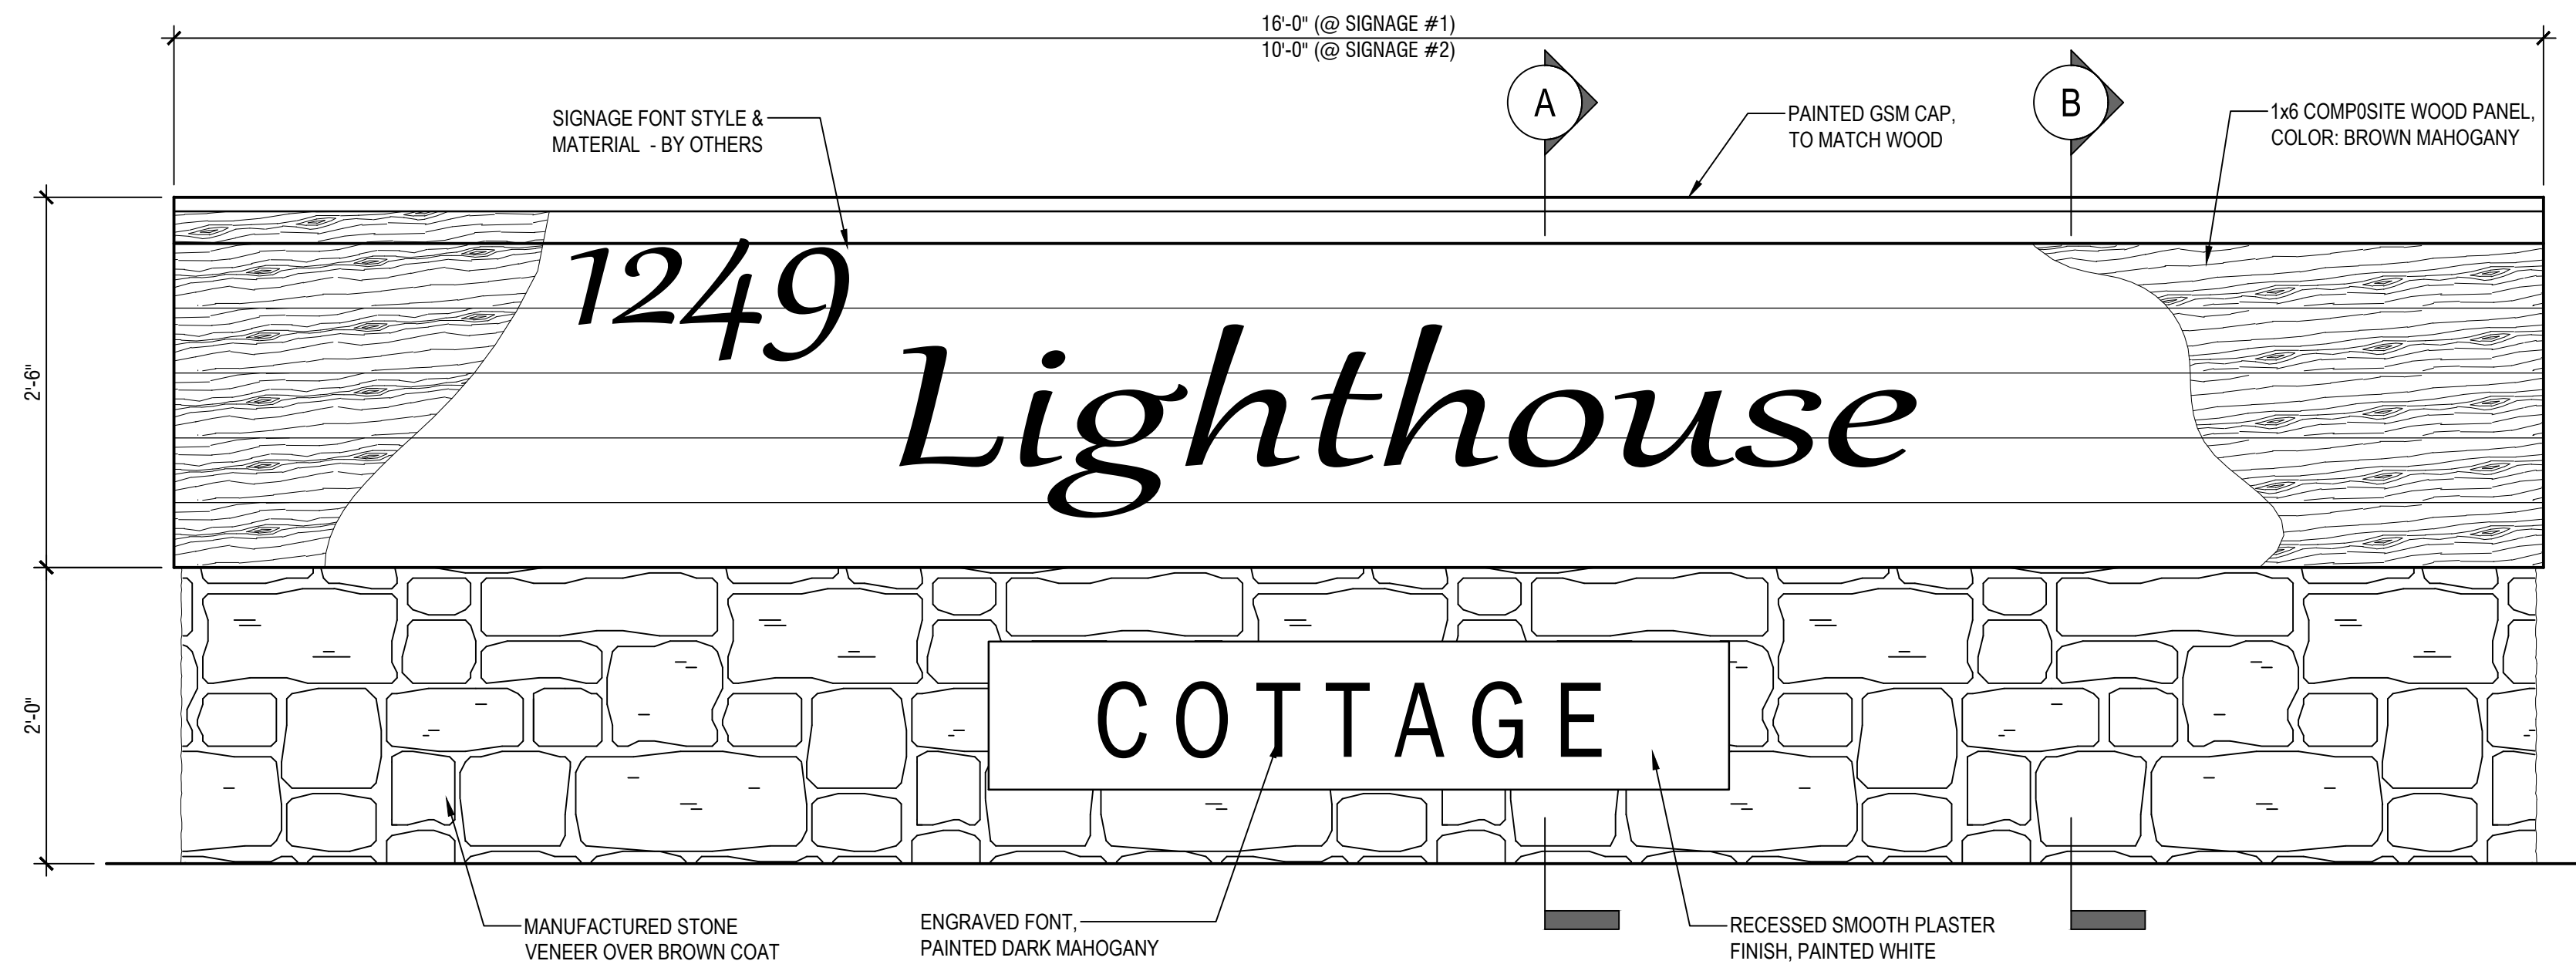 16'-0" (@ SIGNAGE #1)
10'-0" (@ SIGNAGE #2)
A
B
SIGNAGE FONT STYLE &
MATERIAL - BY OTHERS
PAINTED GSM CAP,
TO MATCH WOOD
1x6 COMP0SITE WOOD PANEL,
COLOR: BROWN MAHOGANY
1249
Lighthouse
2'-6"
COTTAGE
2'-0"
MANUFACTURED STONE
VENEER OVER BROWN COAT
ENGRAVED FONT,
PAINTED DARK MAHOGANY
RECESSED SMOOTH PLASTER
FINISH, PAINTED WHITE